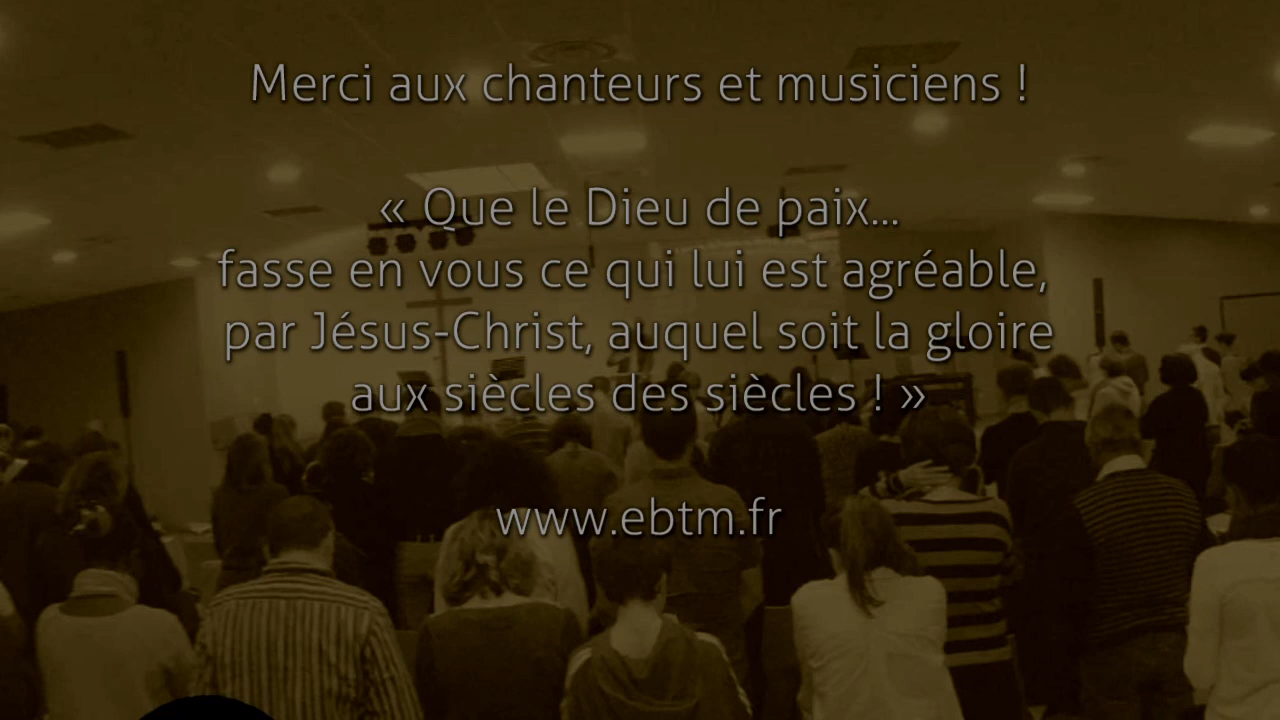 Merci aux chanteurs et musiciens !
« Que le Dieu de paix...
fasse en vous ce qui lui est agréable,
par Jésus-Christ, auquel soit la gloire
aux siècles des siècles ! »
www.ebtm.fr